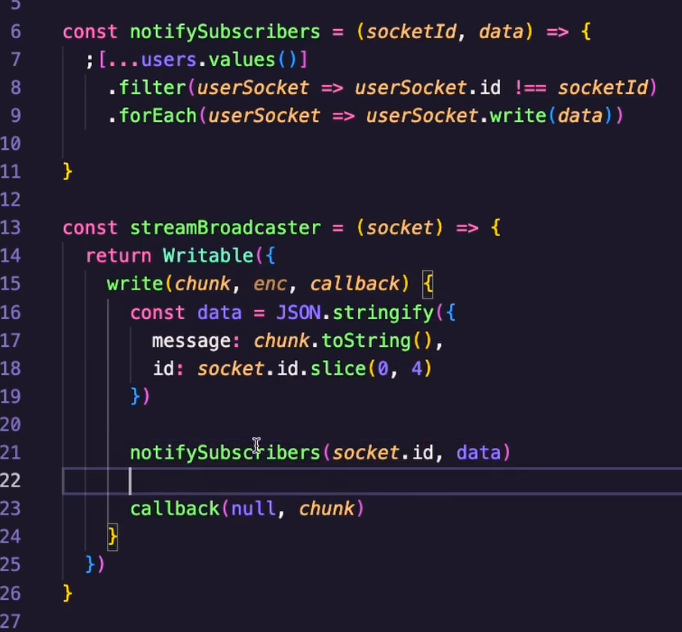 5
6 const notifySubscribers = (socketId, data) => {
7 ;[...users.values()]
8 .filter(userSocket => userSocket.id !== socketId)
9 .forEach(userSocket => userSocket.write(data))
10
11 }
12
13 const streamBroadcaster = (socket) => {
14 return Writable({
15 write(chunk, enc, callback) {
16 const data = JSON.stringify({
17 message: chunk.toString(),
18 id: socket.id.slice(0, 4)
19 })
20
21 notifySubscribers(socket.id, data)
22
23 callback(null, chunk)
24 }
25 })
26 }
27